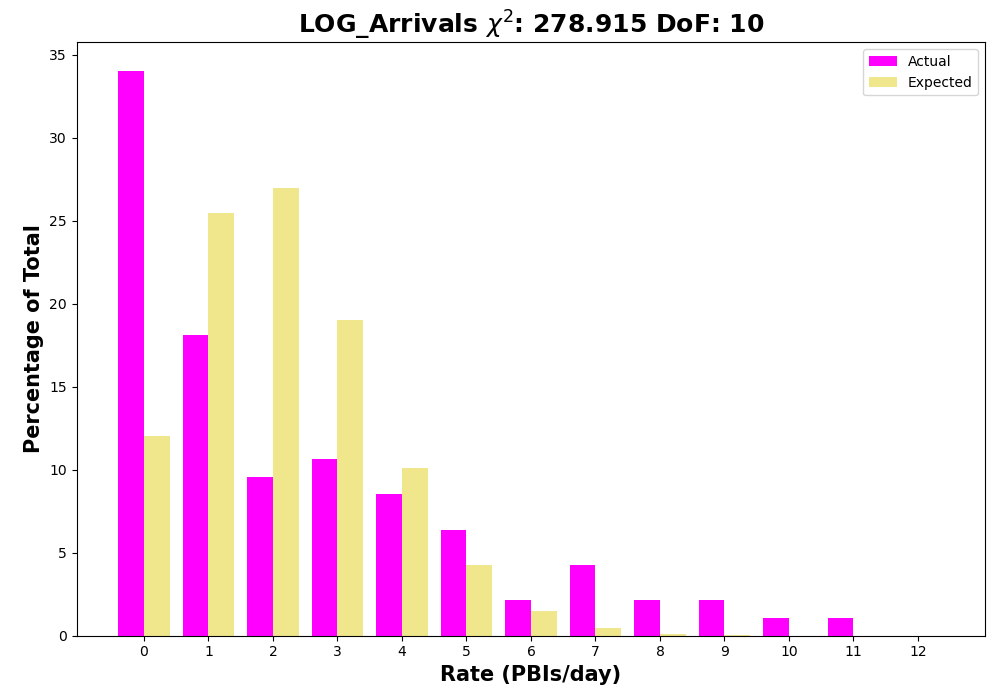 LOG_Arrivals χ²: 278.915 DoF: 10
Actual
Expected
Percentage of Total
35
30
25
20
15
10
5
0
0 1 2 3 4 5 6 7 8 9 10 11 12
Rate (PBIs/day)